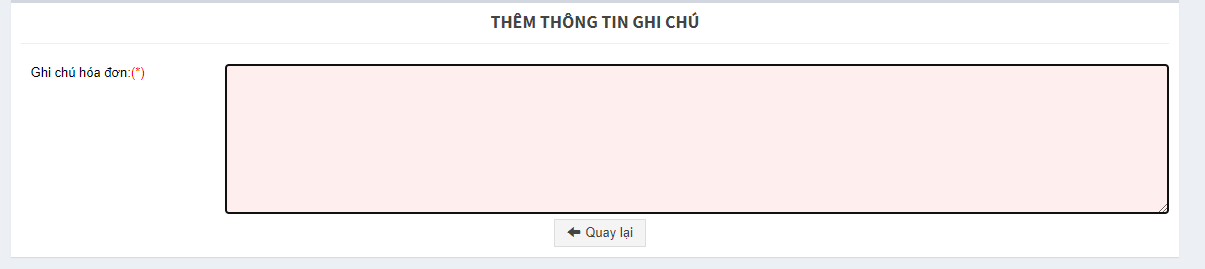 THÊM THÔNG TIN GHI CHÚ
Ghi chú hóa đơn:(*)
Quay lại